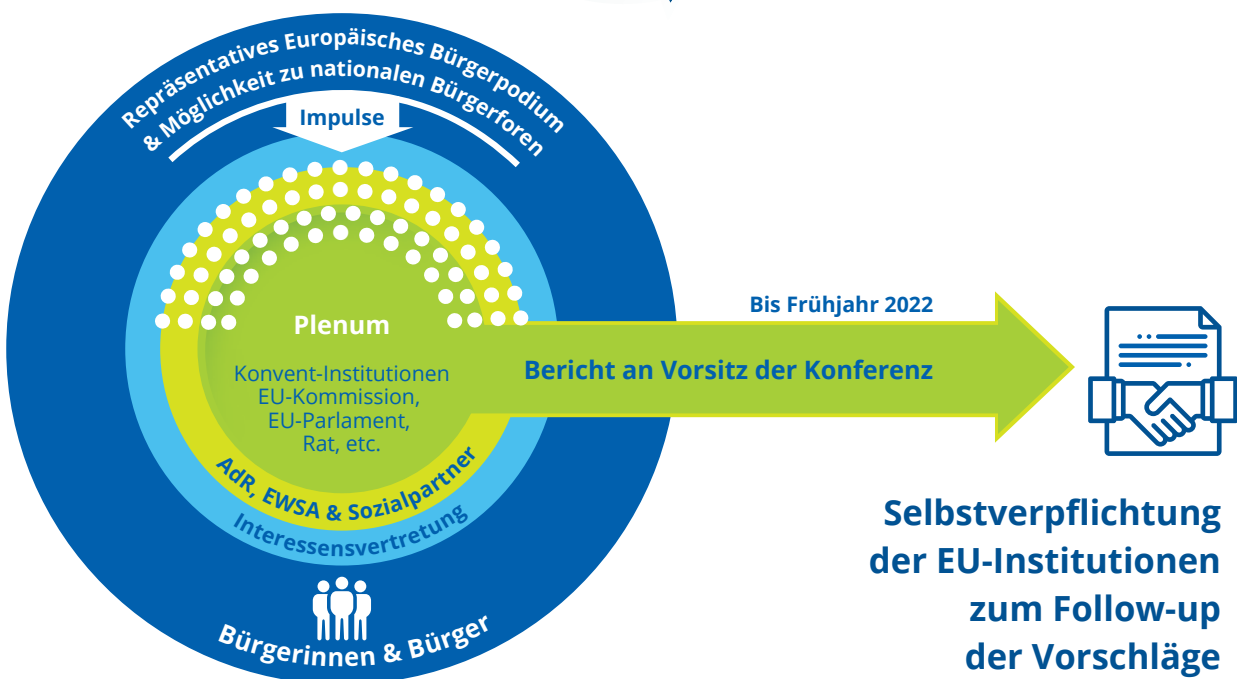 Repräsentatives Europäisches Bürgerpodium
& Möglichkeit zu nationalen Bürgerforen
Impulse
Plenum
Konvent-Institutionen
EU-Kommission,
EU-Parlament,
Rat, etc.
AdR, EWSA & Sozialpartner
Interessensvertretung
Bürgerinnen & Bürger
Bis Frühjahr 2022
Bericht an Vorsitz der Konferenz
Selbstverpflichtung
der EU-Institutionen
zum Follow-up
der Vorschläge